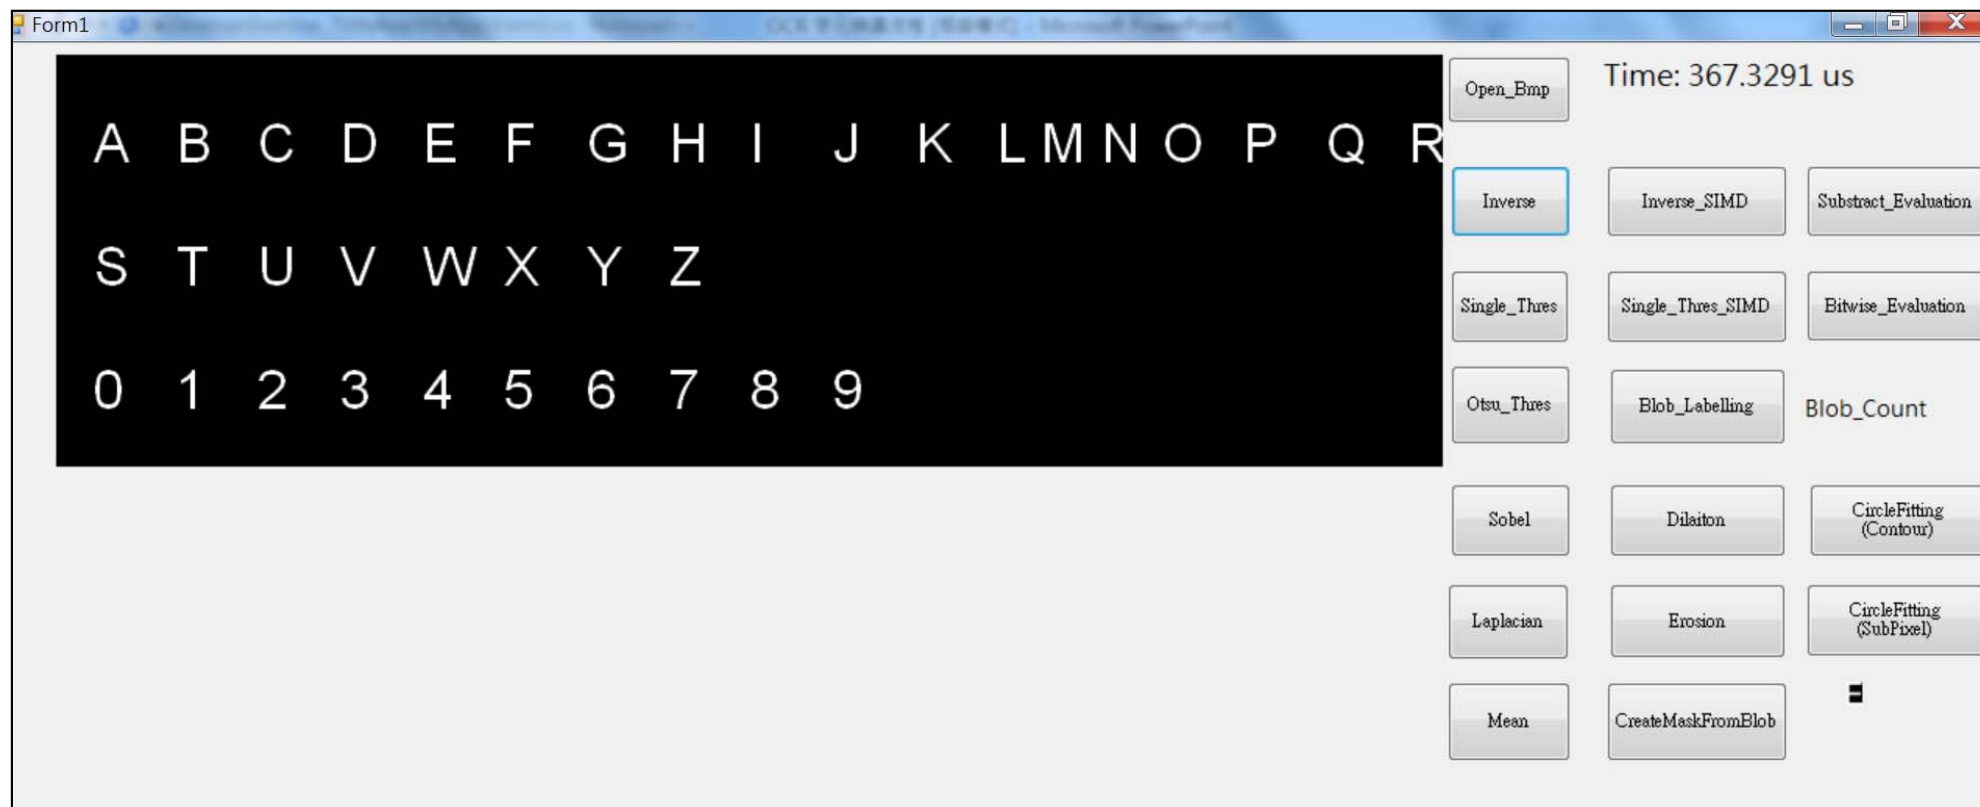 Form1
A B C D E F G H I J K L M N O P Q R
S T U V W X Y Z
0 1 2 3 4 5 6 7 8 9
Open_Bmp
Time: 367.3291 us
Inverse
Inverse_SIMD
Substract_Evaluation
Single_Thres
Single_Thres_SIMD
Bitwise_Evaluation
Otsu_Thres
Blob_Labelling
Blob_Count
Sobel
Dilaiton
CircleFitting
(Contour)
Laplacian
Erosion
CircleFitting
(SubPixel)
Mean
CreateMaskFromBlob